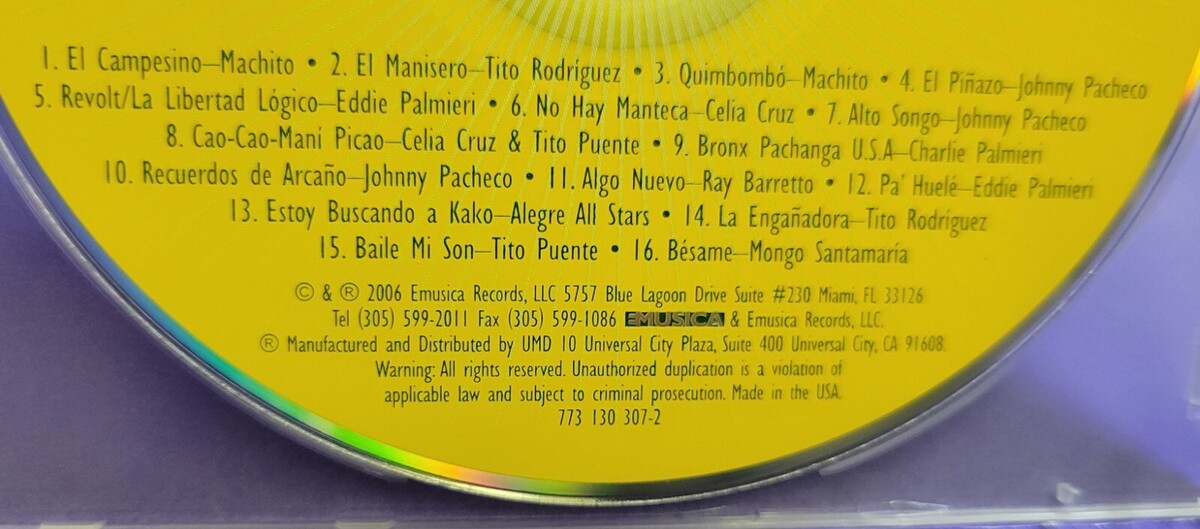 1. El Campesino—Machito • 2. El Manisero—Tito Rodríguez • 3. Quimbombó—Machito • 4. El Piñazo—Johnny Pacheco
5. Revolt/La Libertad Lógico—Eddie Palmieri • 6. No Hay Manteca—Celia Cruz • 7. Alto Songo—Johnny Pacheco
8. Cao-Cao-Maní Picao—Celia Cruz & Tito Puente • 9. Bronx Pachanga U.S.A—Charlie Palmieri
10. Recuerdos de Arcaño—Johnny Pacheco • 11. Algo Nuevo—Ray Barretto • 12. Pa' Huelé—Eddie Palmieri
13. Estoy Buscando a Kako—Alegre All Stars • 14. La Engañadora—Tito Rodríguez
15. Baile Mi Son—Tito Puente • 16. Bésame—Mongo Santamaría
© & ℗ 2006 Emusica Records, LLC 5757 Blue Lagoon Drive Suite #230 Miami, FL 33126
Tel (305) 599-2011 Fax (305) 599-1086 EMUSICA & Emusica Records, LLC.
® Manufactured and Distributed by UMD 10 Universal City Plaza, Suite 400 Universal City, CA 91608.
Warning: All rights reserved. Unauthorized duplication is a violation of
applicable law and subject to criminal prosecution. Made in the USA.
773 130 307-2